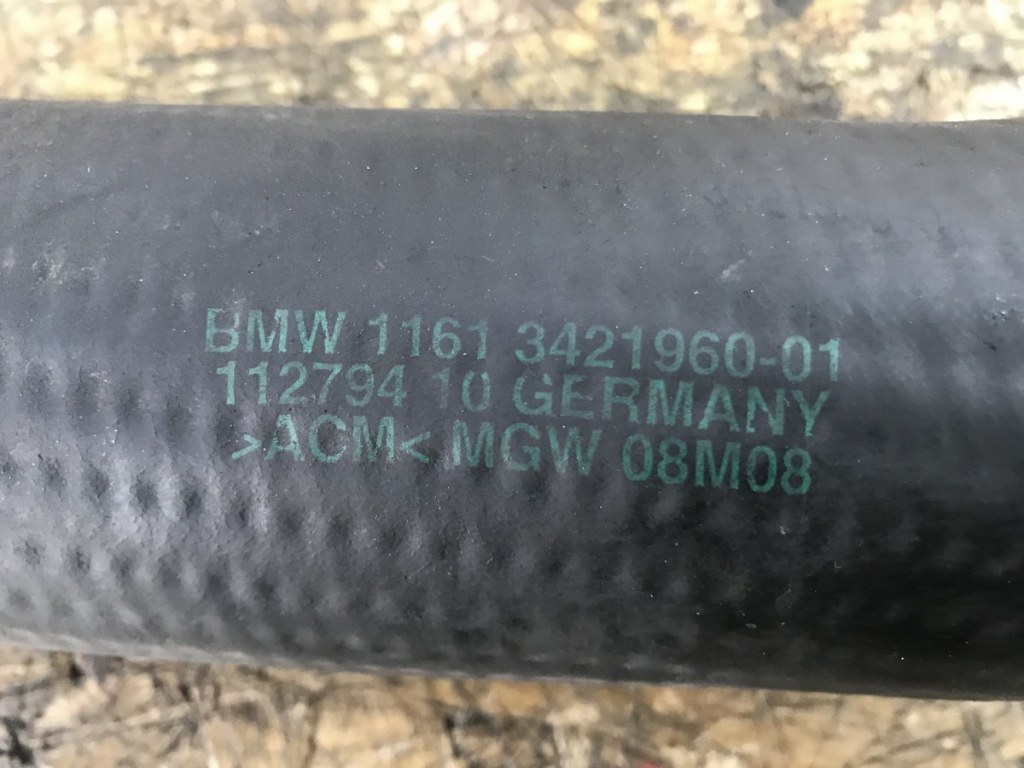 BMW 1161 3421960-01
112794 10 GERMANY
>ACM< MGW 08M08